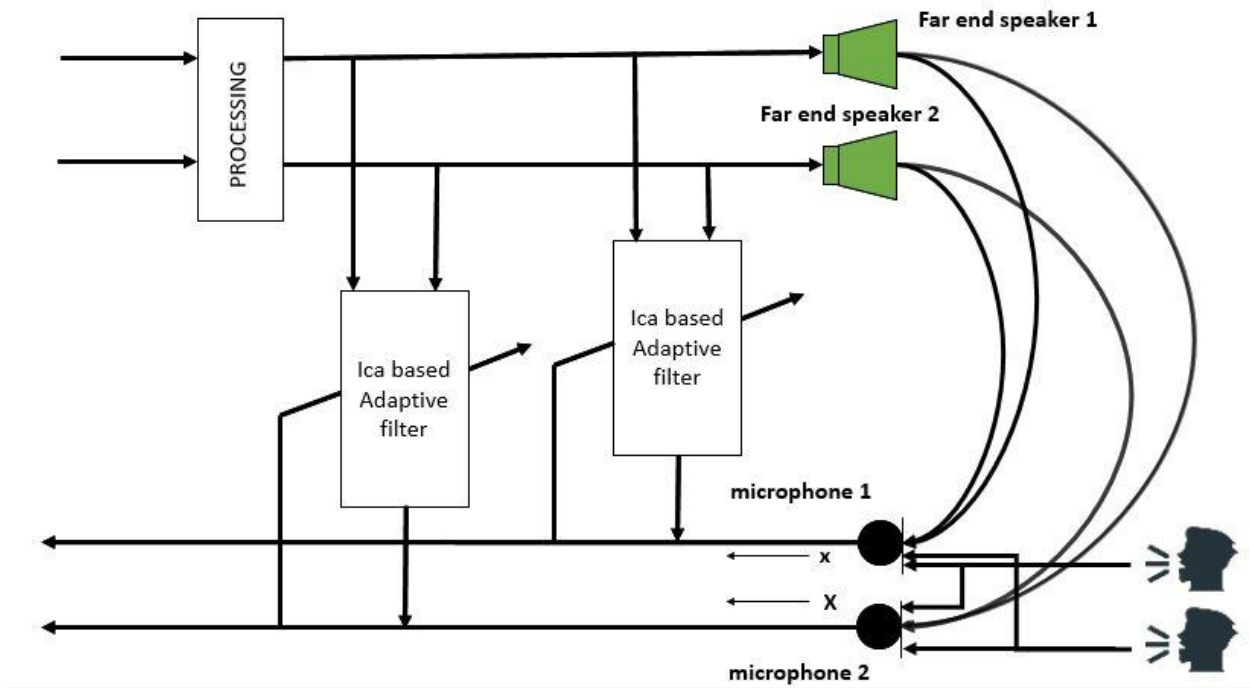 Far end speaker 1
PROCESSING
Far end speaker 2
Ica based
Adaptive
filter
Ica based
Adaptive
filter
microphone 1
x
X
microphone 2